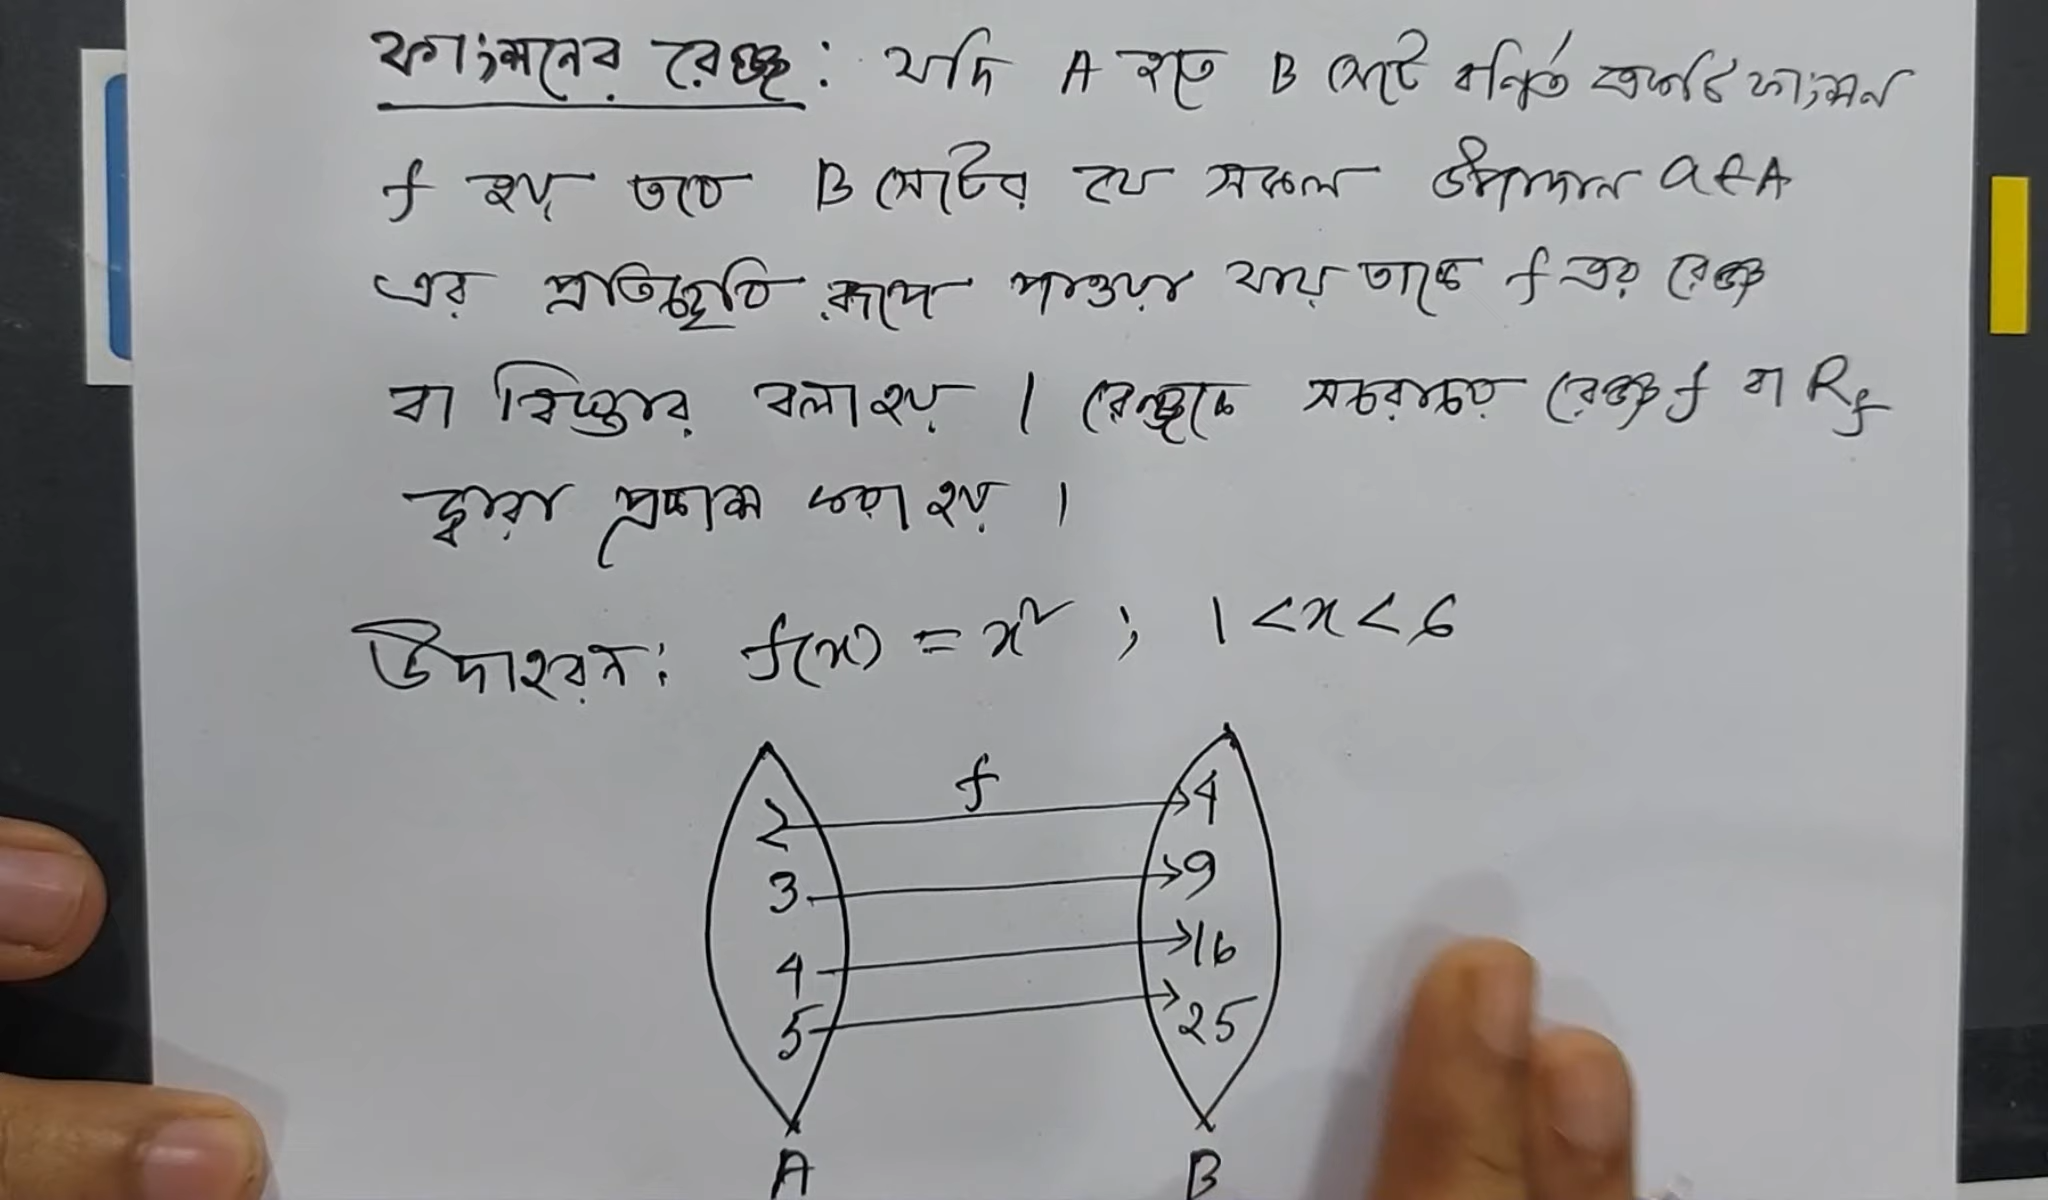 ফাংশনের রেঞ্জ : যদি A হতে B সেটে বর্নিত একটি ফাংশন
f হয় তবে B সেটের যে সকল উপাদান a ∈ A
এর প্রতিচ্ছবি রূপে পাওয়া যায় তাকে f এর রেঞ্জ
বা বিস্তার বলা হয় । রেঞ্জকে সচরাচর রেঞ্জ f বা R_f
দ্বারা প্রকাশ করা হয় ।
উদাহরন: f(x) = x² ; 1 < x < 6
f
2 4
3 9
4 16
5 25
A B